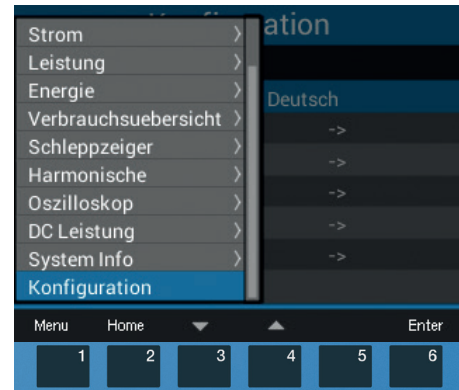 ation
Strom
Leistung
Energie
Deutsch
Verbrauchsuebersicht
->
Schleppzeiger
->
Harmonische
->
Oszilloskop
->
DC Leistung
->
System Info
Konfiguration
Menu Home Enter
1 2 3 4 5 6